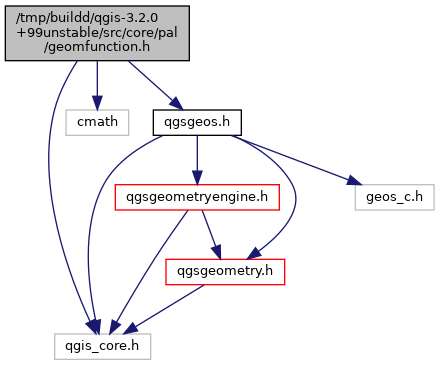 /tmp/buildd/qgis-3.2.0
+99unstable/src/core/pal
/geomfunction.h
cmath
qgsgeos.h
qgsgeometryengine.h
geos_c.h
qgsgeometry.h
qgis_core.h